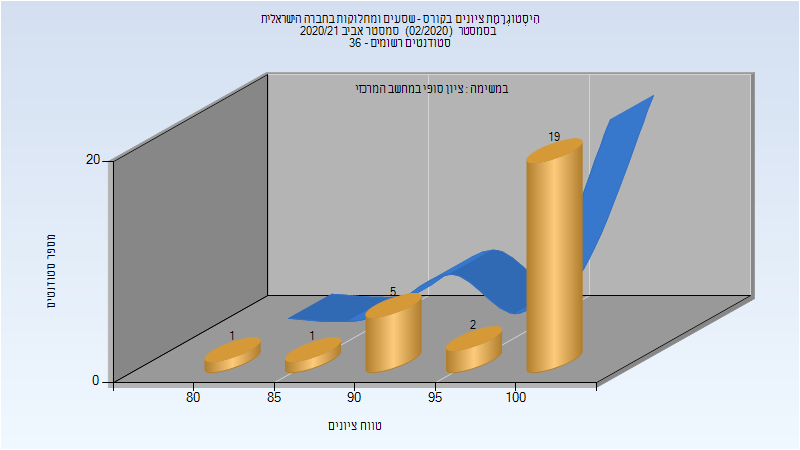 היסטוגרמת ציונים בקורס - שסעים ומחלוקות בחברה הישראלית
בסמסטר (02/2020) סמסטר אביב 2020/21
סטודנטים רשומים - 36
במשימה : ציון סופי במחשב המרכזי
מספר סטודנטים
20
0
1
1
5
2
19
80
85
90
95
100
טווח ציונים